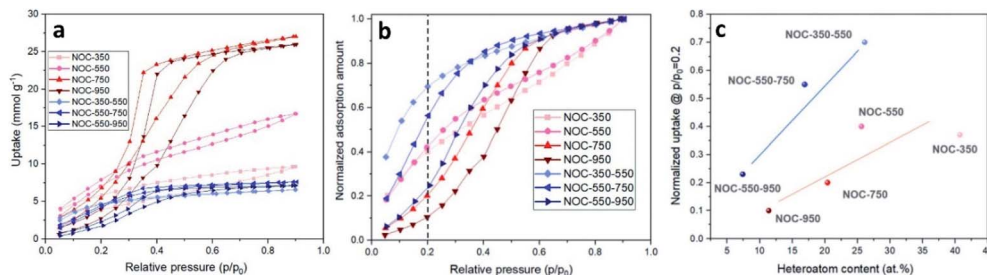 a
Uptake (mmol g⁻¹)
30
25
20
15
10
5
0
NOC-350
NOC-550
NOC-750
NOC-950
NOC-350-550
NOC-550-750
NOC-550-950
0.0 0.2 0.4 0.6 0.8 1.0
Relative pressure (p/p₀)
b
Normalized adsorption amount
1.0
0.8
0.6
0.4
0.2
0.0
NOC-350
NOC-550
NOC-750
NOC-950
NOC-350-550
NOC-550-750
NOC-550-950
0.0 0.2 0.4 0.6 0.8 1.0
Relative pressure (p/p₀)
c
Normalized uptake @ p/p₀=0.2
0.8
0.7
0.6
0.5
0.4
0.3
0.2
0.1
0.0
NOC-350-550
NOC-550-750
NOC-550
NOC-350
NOC-550-950
NOC-750
NOC-950
5 10 15 20 25 30 35 40 45
Heteroatom content (at.%)